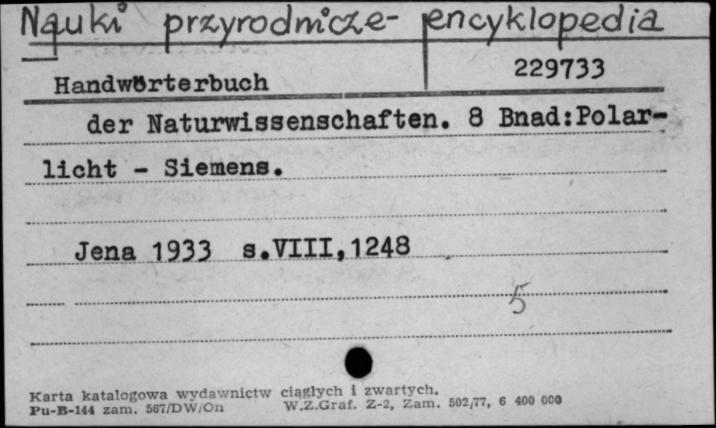 Nauki przyrodnicze- encyklopedia
Handwörterbuch 229733
der Naturwissenschaften. 8 Bnad:Polar-
licht - Siemens.
Jena 1933 s.VIII,1248
5
Karta katalogowa wydawnictw ciągłych i zwartych.
Pu-B-144 zam. 567/DW/On W.Z.Graf. Z-2, Zam. 502/77, 6 400 000